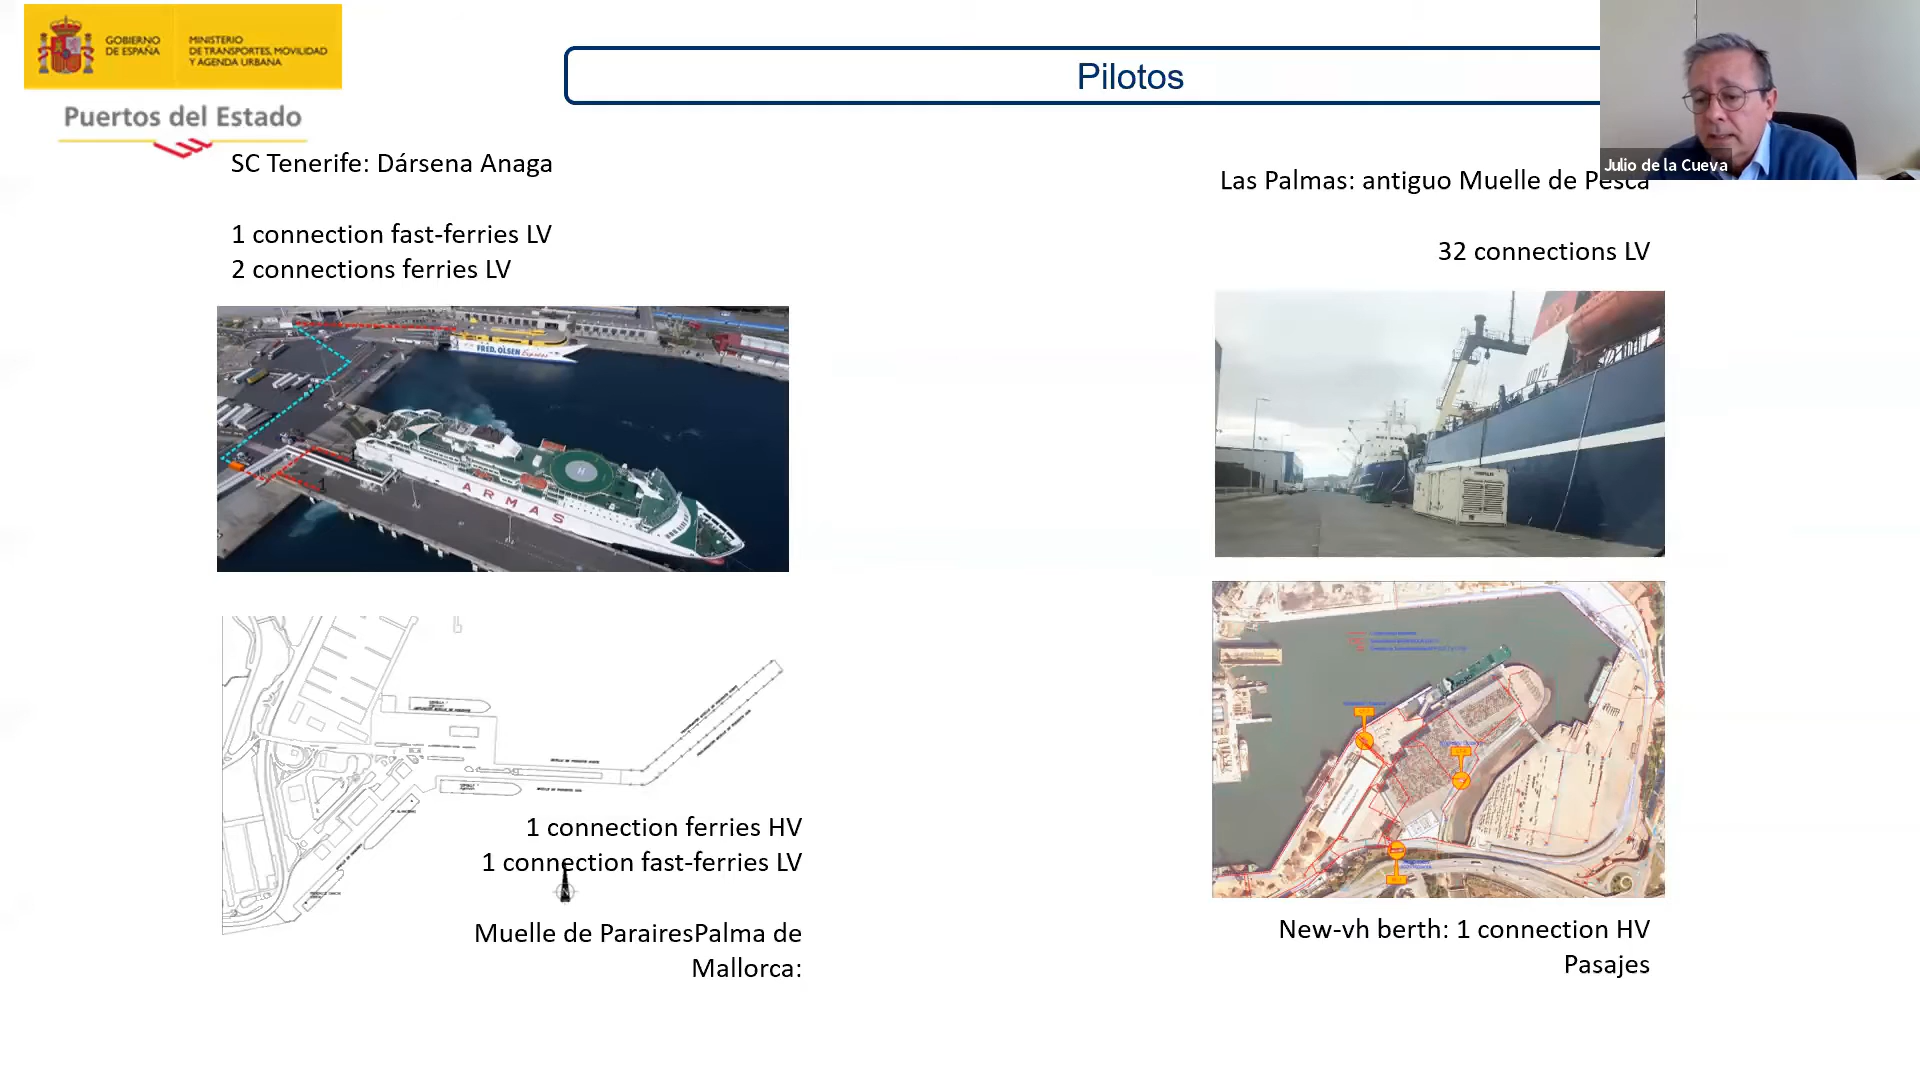 GOBIERNO
DE ESPAÑA
MINISTERIO
DE TRANSPORTES, MOVILIDAD
Y AGENDA URBANA
Puertos del Estado
Pilotos
Julio de la Cueva
SC Tenerife: Dársena Anaga
1 connection fast-ferries LV
2 connections ferries LV
FRED. OLSEN
Express
ARMAS
H
Las Palmas: antiguo Muelle de Pesca
32 connections LV
1 connection ferries HV
1 connection fast-ferries LV
Muelle de ParairesPalma de
Mallorca:
New-vh berth: 1 connection HV
Pasajes